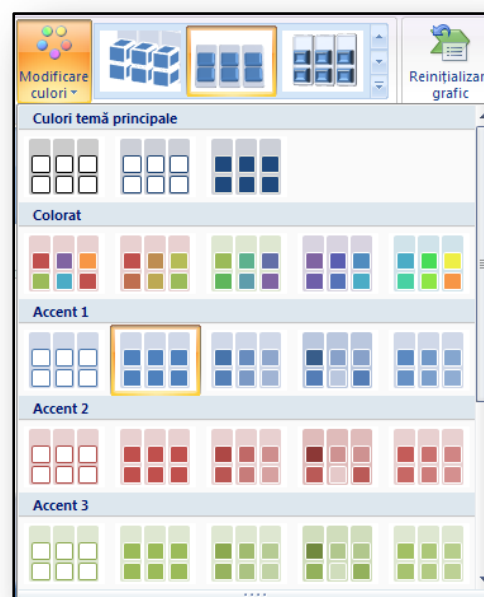 Modificare
culori
Reinițializar
grafic
Culori temă principale
Colorat
Accent 1
Accent 2
Accent 3